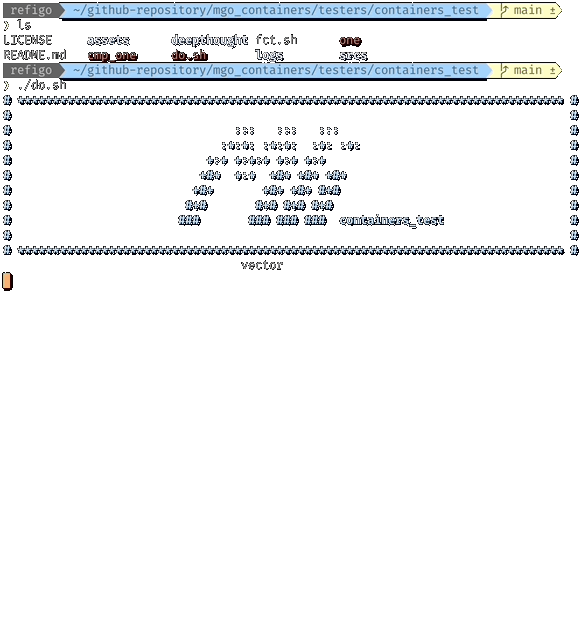 refigo ~/github-repository/mgo_containers/testers/containers_test main ±
❯ ls
LICENSE assets deepthought fct.sh one
README.md cmp_one do.sh logs srcs
refigo ~/github-repository/mgo_containers/testers/containers_test main ±
❯ ./do.sh
# ****************************************************************************** #
# #
# ::: ::: ::: #
# :+:+: :+:+: :+: :+: #
# +:+ +:+:+ +:+ +:+ #
# +#+ +:+ +#+ +#+ +#+ #
# +#+ +#+ +#+ #+# #
# #+# #+# #+# #+# #
# ### ### ### ### containers_test #
# #
# ****************************************************************************** #
vector